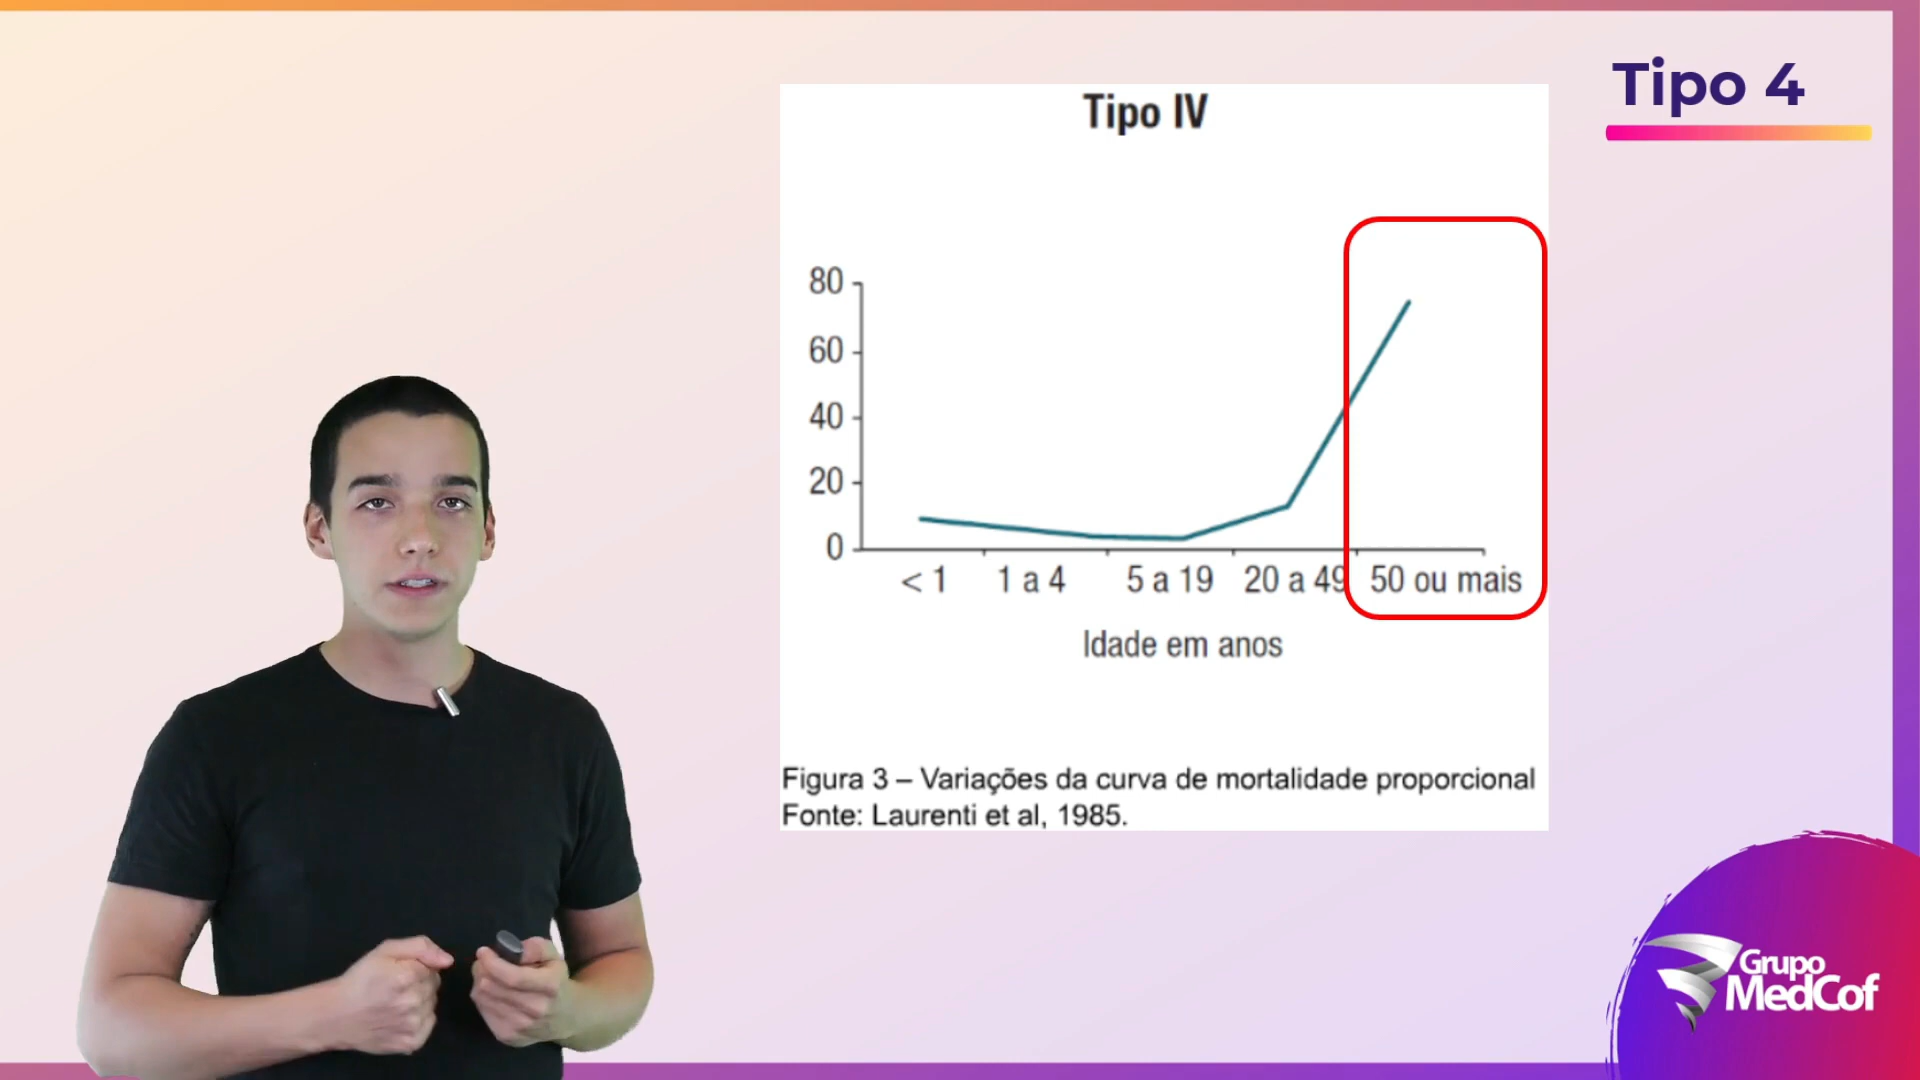 Tipo 4
Tipo IV
80
60
40
20
0
< 1
1 a 4
5 a 19
20 a 49
50 ou mais
Idade em anos
Figura 3 – Variações da curva de mortalidade proporcional
Fonte: Laurenti et al, 1985.
Grupo
MedCof